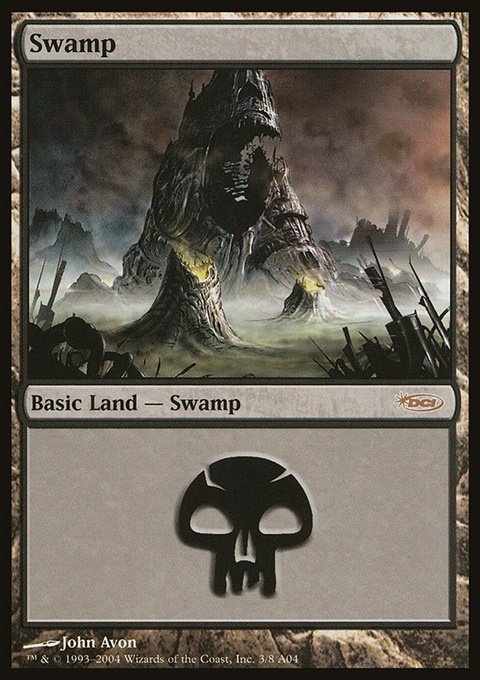 Swamp
Basic Land — Swamp
DCI
John Avon
™ & © 1993–2004 Wizards of the Coast, Inc. 3/8 A04